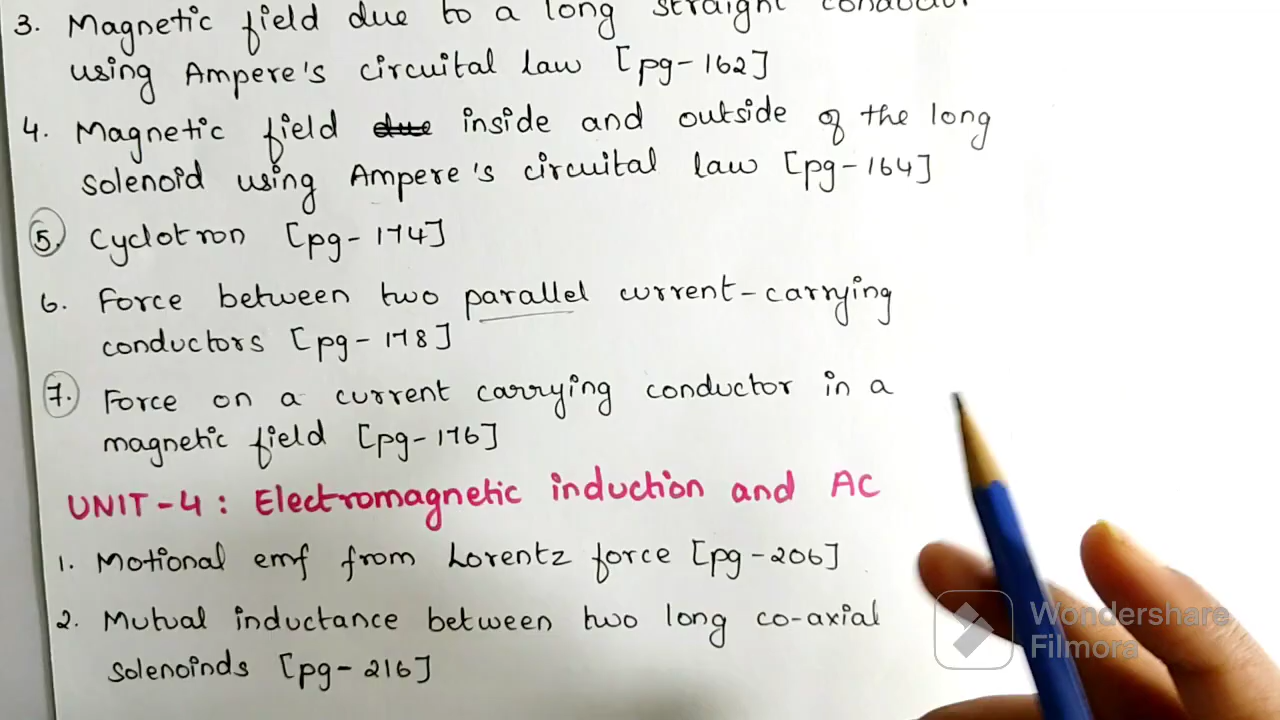 3. Magnetic field due to a long straight conductor
using Ampere's circuital law [pg-162]
4. Magnetic field due inside and outside of the long
solenoid using Ampere's circuital law [pg-164]
5. Cyclotron [pg-174]
6. Force between two parallel current-carrying
conductors [pg-178]
7. Force on a current carrying conductor in a
magnetic field [pg-176]
UNIT-4: Electromagnetic induction and AC
1. Motional emf from Lorentz force [pg-206]
2. Mutual inductance between two long co-axial
solenoinds [pg-216]
Wondershare
Filmora